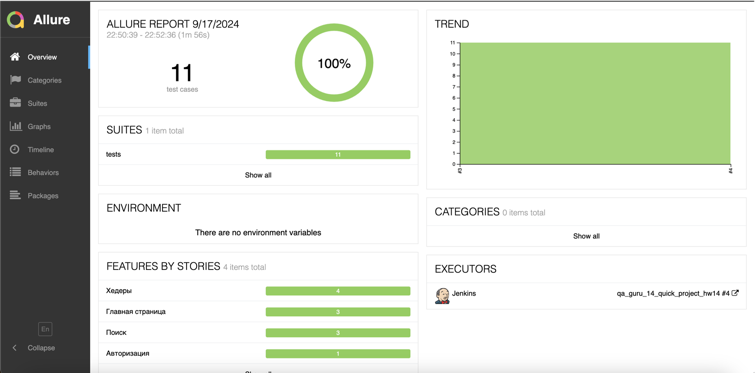 Allure
Overview
Categories
Suites
Graphs
Timeline
Behaviors
Packages
En
Collapse
ALLURE REPORT 9/17/2024
22:50:39 - 22:52:36 (1m 56s)
11
test cases
100%
SUITES 1 item total
tests 11
Show all
ENVIRONMENT
There are no environment variables
FEATURES BY STORIES 4 items total
Хедеры 4
Главная страница 3
Поиск 3
Авторизация 1
TREND
11
10
9
8
7
6
5
4
3
2
1
0
#4
CATEGORIES 0 items total
Show all
EXECUTORS
Jenkins qa_guru_14_quick_project_hw14 #4